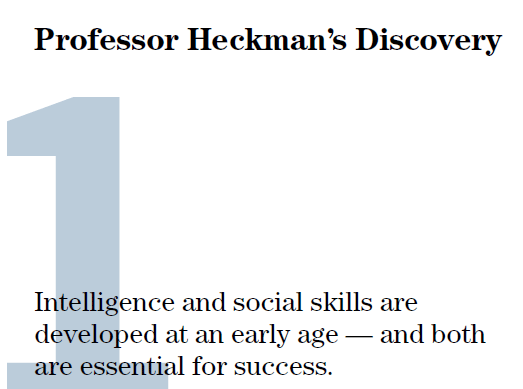 Professor Heckman’s Discovery
1
Intelligence and social skills are
developed at an early age — and both
are essential for success.